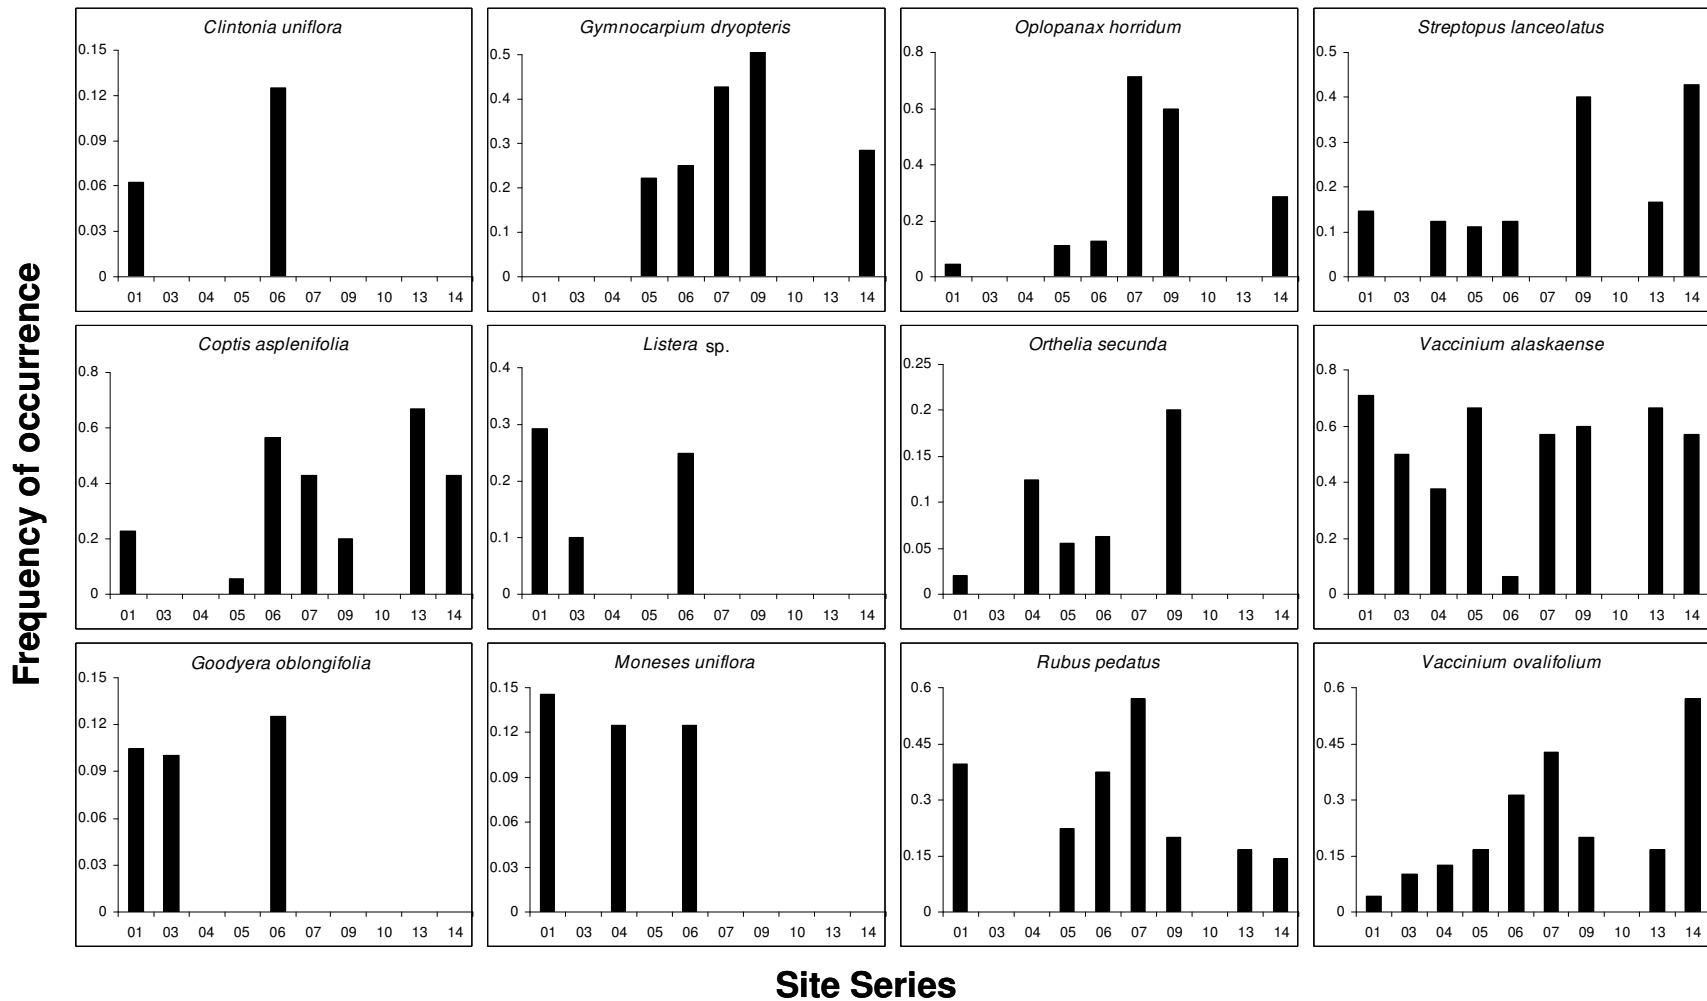 Frequency of occurrence
Clintonia uniflora
0.15
0.12
0.09
0.06
0.03
0
01 03 04 05 06 07 09 10 13 14
Gymnocarpium dryopteris
0.5
0.4
0.3
0.2
0.1
0
01 03 04 05 06 07 09 10 13 14
Oplopanax horridum
0.8
0.6
0.4
0.2
0
01 03 04 05 06 07 09 10 13 14
Streptopus lanceolatus
0.5
0.4
0.3
0.2
0.1
0
01 03 04 05 06 07 09 10 13 14
Coptis asplenifolia
0.8
0.6
0.4
0.2
0
01 03 04 05 06 07 09 10 13 14
Listera sp.
0.4
0.3
0.2
0.1
0
01 03 04 05 06 07 09 10 13 14
Orthelia secunda
0.25
0.2
0.15
0.1
0.05
0
01 03 04 05 06 07 09 10 13 14
Vaccinium alaskaense
0.8
0.6
0.4
0.2
0
01 03 04 05 06 07 09 10 13 14
Goodyera oblongifolia
0.15
0.12
0.09
0.06
0.03
0
01 03 04 05 06 07 09 10 13 14
Moneses uniflora
0.15
0.12
0.09
0.06
0.03
0
01 03 04 05 06 07 09 10 13 14
Rubus pedatus
0.6
0.45
0.3
0.15
0
01 03 04 05 06 07 09 10 13 14
Vaccinium ovalifolium
0.6
0.45
0.3
0.15
0
01 03 04 05 06 07 09 10 13 14
Site Series